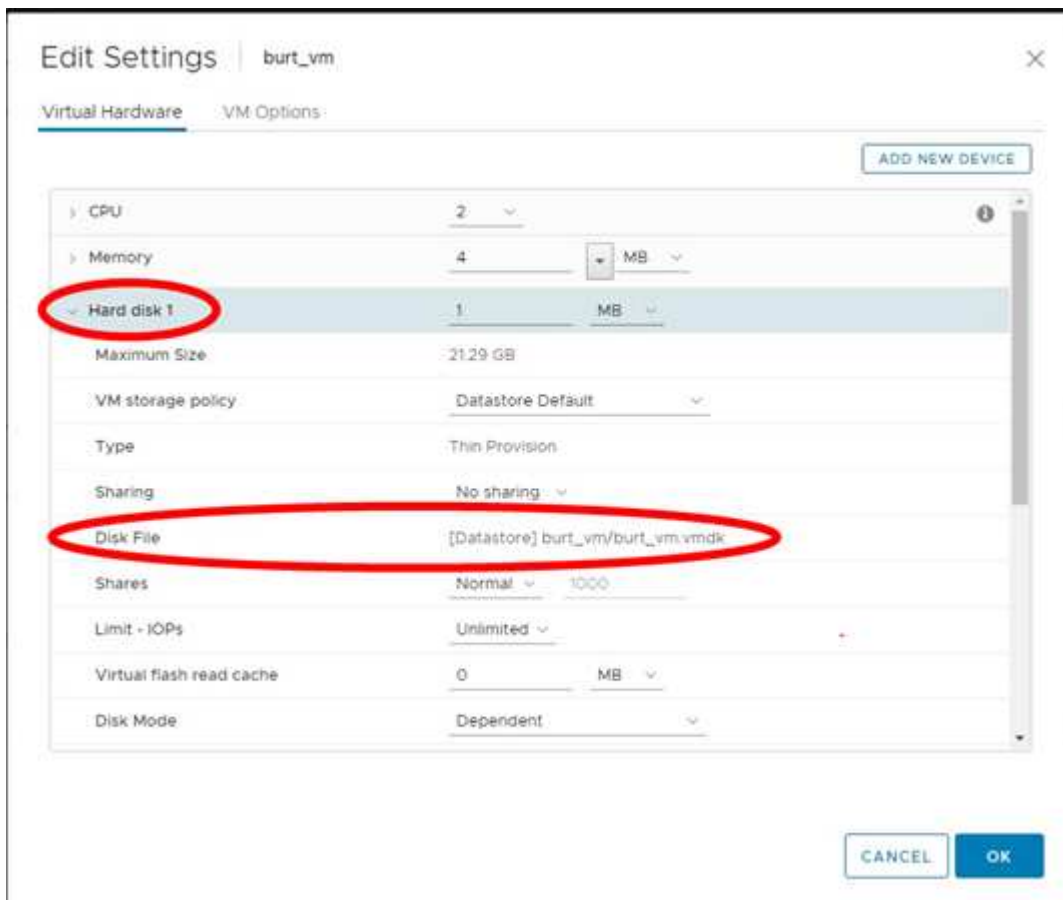 Edit Settings burt_vm
Virtual Hardware VM Options
ADD NEW DEVICE
CPU 2
Memory 4 MB
Hard disk 1 1 MB
Maximum Size 21.29 GB
VM storage policy Datastore Default
Type Thin Provision
Sharing No sharing
Disk File [Datastore] burt_vm/burt_vm.vmdk
Shares Normal 1000
Limit - IOPs Unlimited
Virtual flash read cache 0 MB
Disk Mode Dependent
CANCEL OK